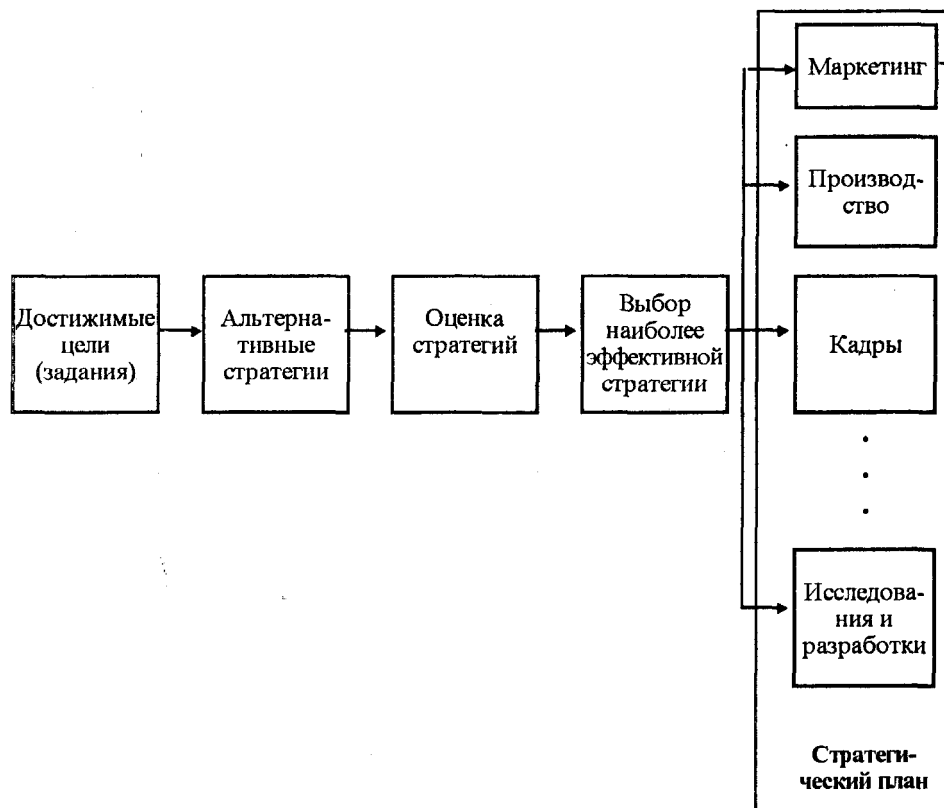 Маркетинг
Производ-
ство
Достижимые
цели
(задания)
Альтерна-
тивные
стратегии
Оценка
стратегий
Выбор
наиболее
эффективной
стратегии
Кадры
Исследова-
ния и
разработки
Стратеги-
ческий план